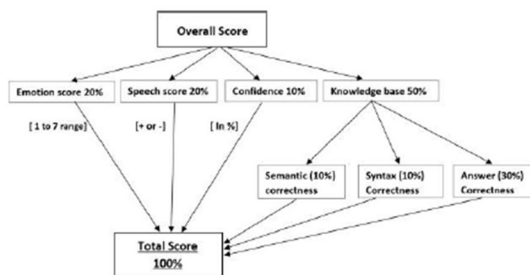 Overall Score
Emotion score 20%
Speech score 20%
Confidence 10%
Knowledge base 50%
[ 1 to 7 range]
[+ or -]
[ In %]
Semantic (10%)
correctness
Syntax (10%)
Correctness
Answer (30%)
Correctness
Total Score
100%